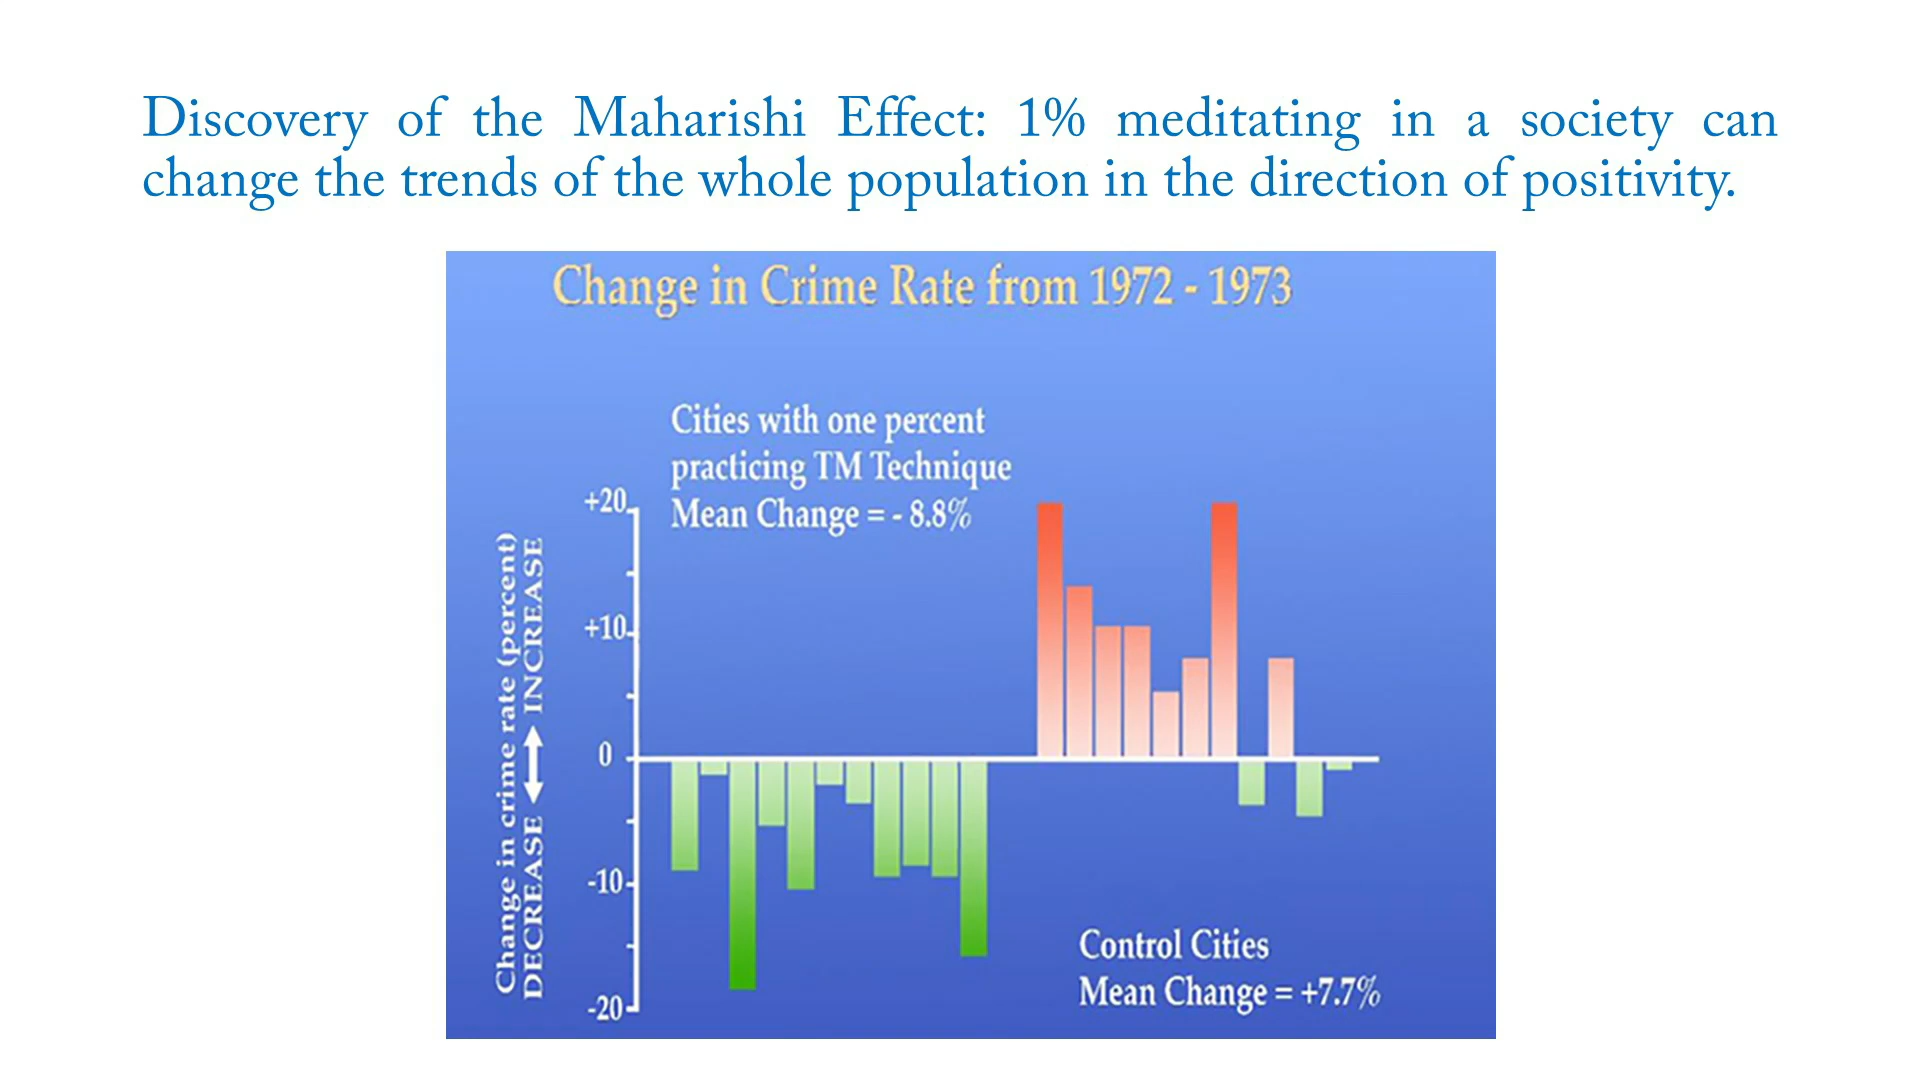 Discovery of the Maharishi Effect: 1% meditating in a society can
change the trends of the whole population in the direction of positivity.
Change in Crime Rate from 1972 - 1973
Cities with one percent
practicing TM Technique
Mean Change = - 8.8%
Change in crime rate (percent)
DECREASE ↔ INCREASE
+20
+10
0
-10
-20
Control Cities
Mean Change = +7.7%